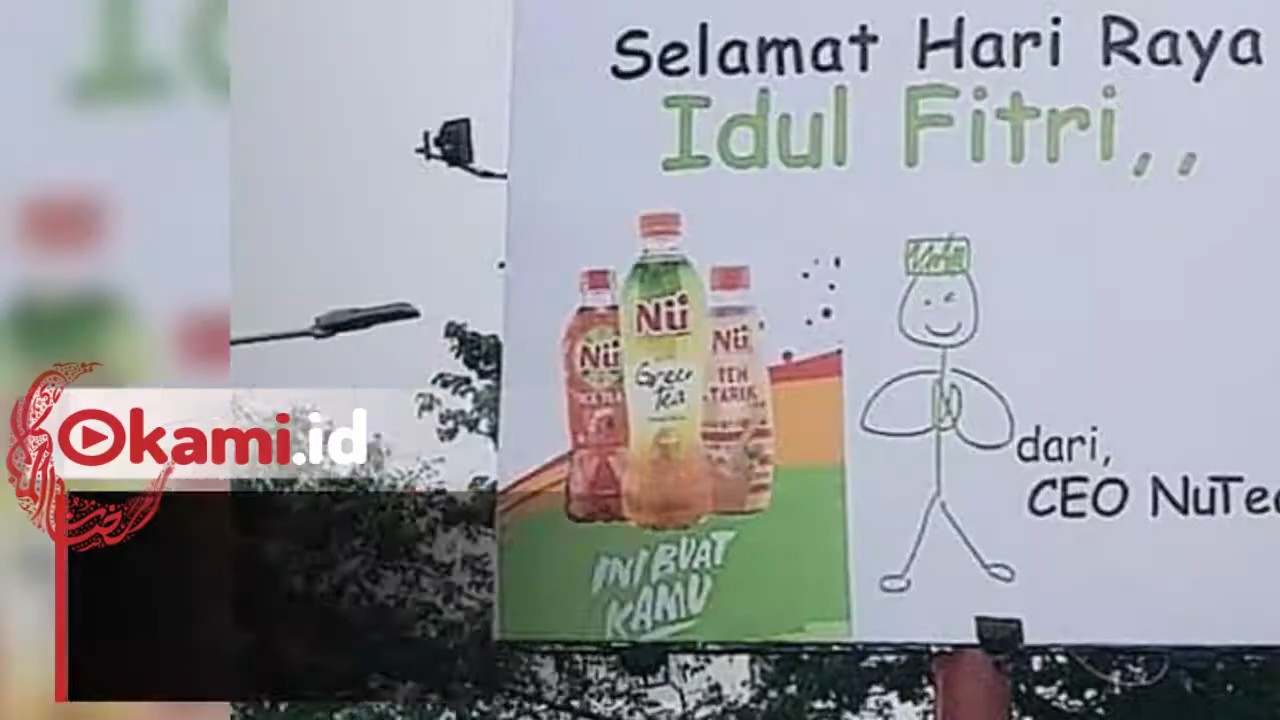 Selamat Hari Raya
Idul Fitri,,
Nü
Nü
Nü
Green
Tea
TEH
TARIK
INI BUAT
KAMU
dari,
CEO NuTea
Okami.id